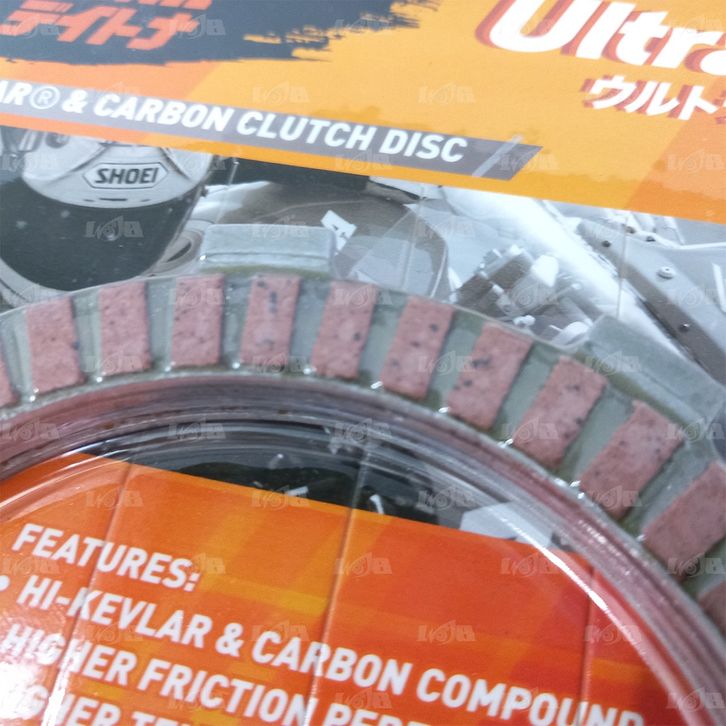 デイトナ
Ultra
ウルト
AR® & CARBON CLUTCH DISC
SHOEI
A
FEATURES:
• HI-KEVLAR & CARBON COMPOUND
HIGHER FRICTION PER